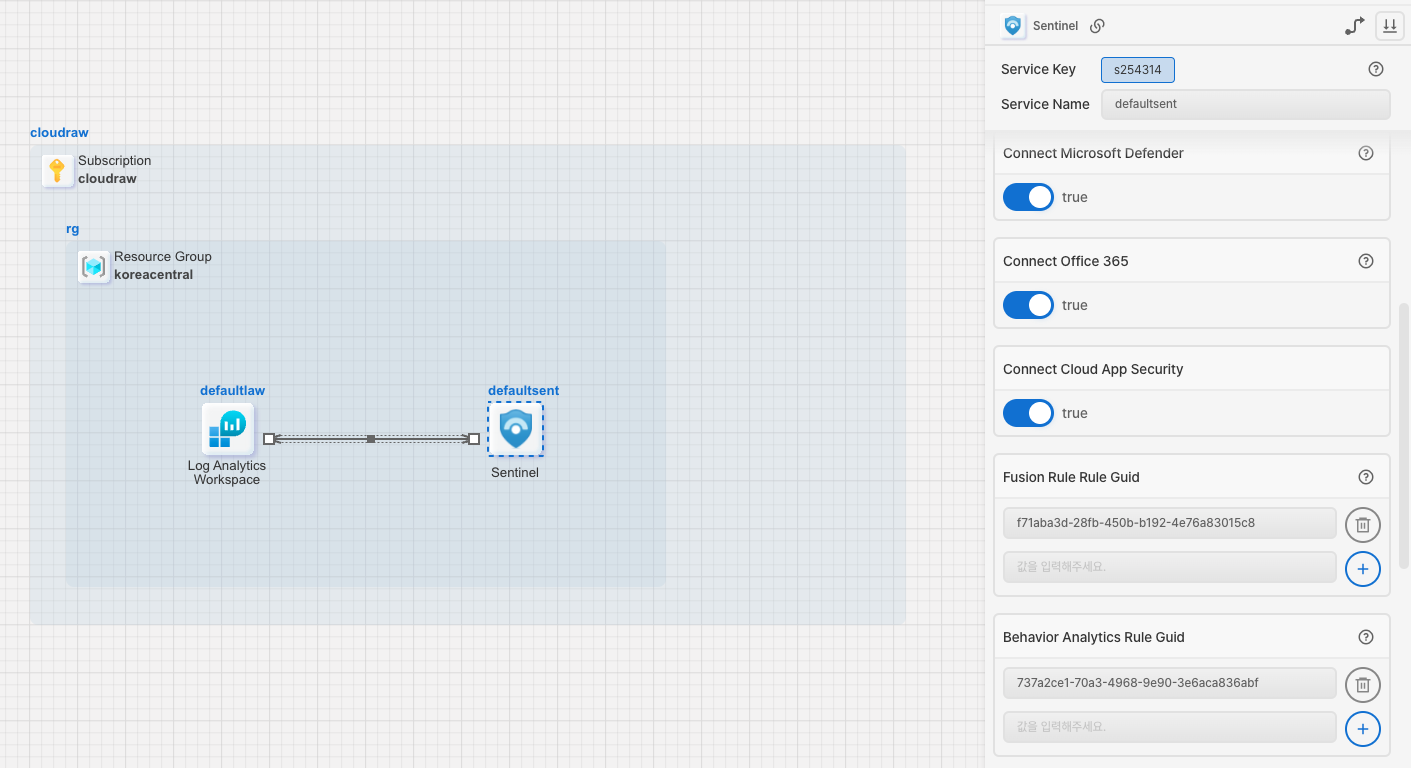 cloudraw
Subscription
cloudraw
rg
Resource Group
koreacentral
defaultlaw
Log Analytics
Workspace
defaultsent
Sentinel
Sentinel
Service Key
s254314
Service Name
defaultsent
Connect Microsoft Defender
true
Connect Office 365
true
Connect Cloud App Security
true
Fusion Rule Rule Guid
f71aba3d-28fb-450b-b192-4e76a83015c8
값을 입력해주세요.
Behavior Analytics Rule Guid
737a2ce1-70a3-4968-9e90-3e6aca836abf
값을 입력해주세요.